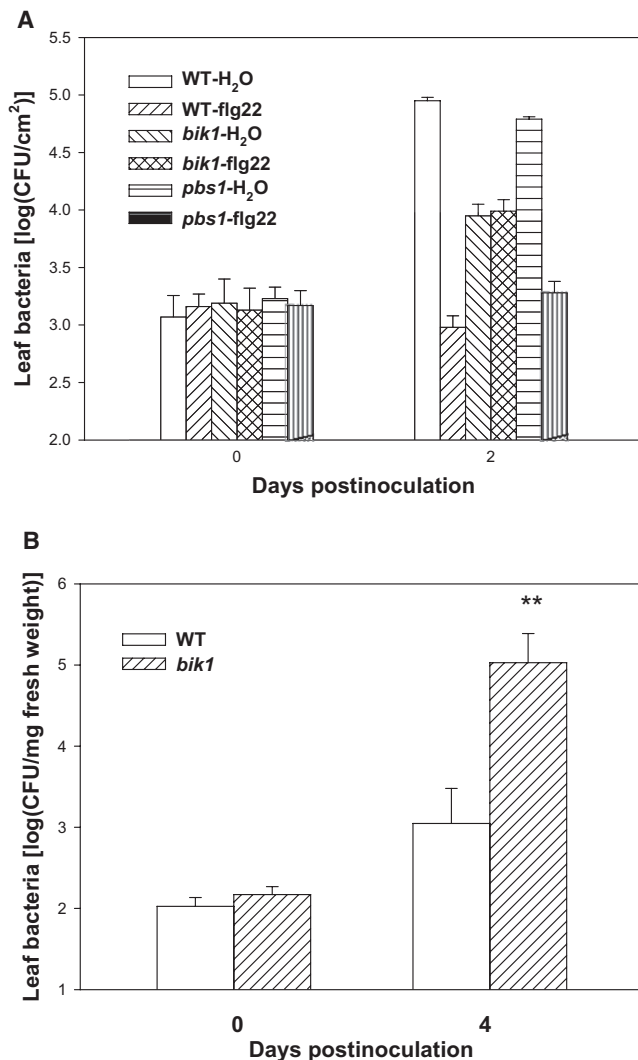 A
Leaf bacteria [log(CFU/cm²)]
5.5
5.0
4.5
4.0
3.5
3.0
2.5
2.0
WT-H₂O
WT-flg22
bik1-H₂O
bik1-flg22
pbs1-H₂O
pbs1-flg22
0
2
Days postinoculation
B
Leaf bacteria [log(CFU/mg fresh weight)]
6
5
3
2
1
WT
bik1
**
0
4
Days postinoculation